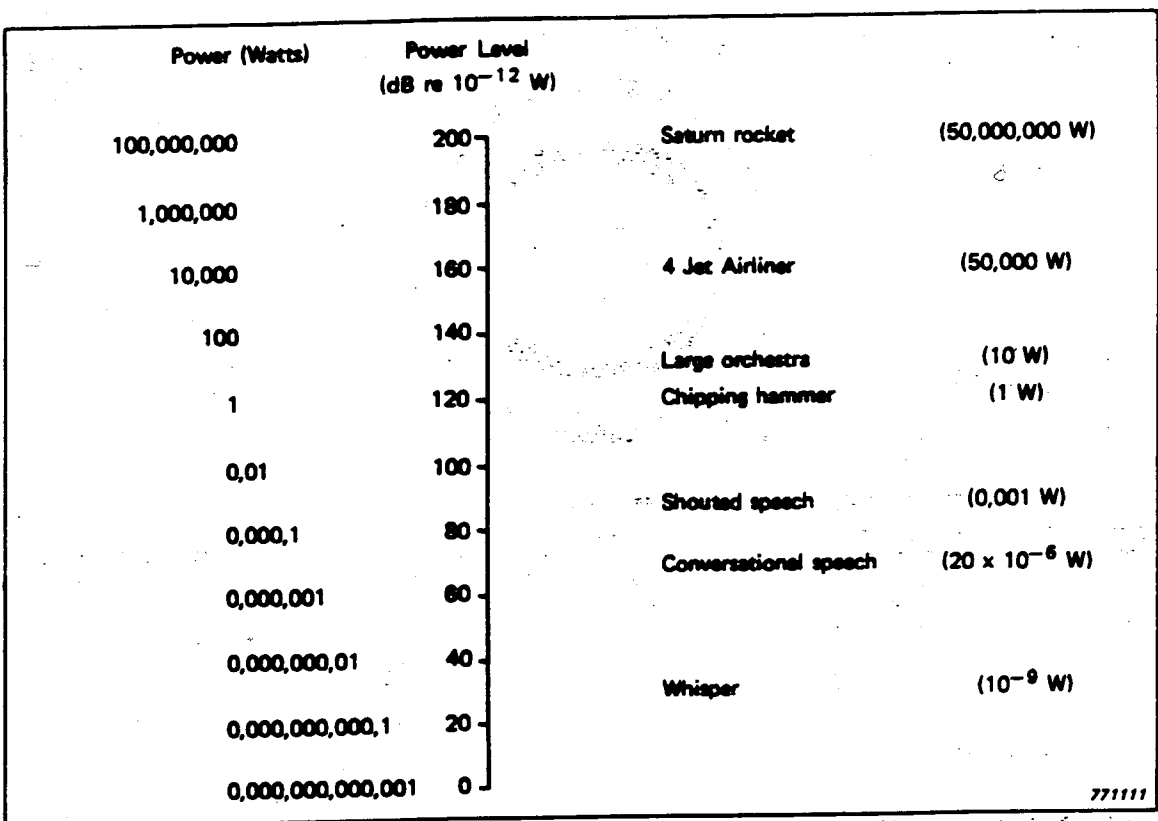 Power (Watts) Power Level
(dB re 10⁻¹² W)
100,000,000 200 Saturn rocket (50,000,000 W)
1,000,000 180
10,000 160 4 Jet Airliner (50,000 W)
100 140
Large orchestra (10 W)
1 120 Chipping hammer (1 W)
0,01 100
Shouted speech (0,001 W)
0,000,1 80
Conversational speech (20 x 10⁻⁶ W)
0,000,001 60
0,000,000,01 40
Whisper (10⁻⁹ W)
0,000,000,000,1 20
0,000,000,000,001 0
771111